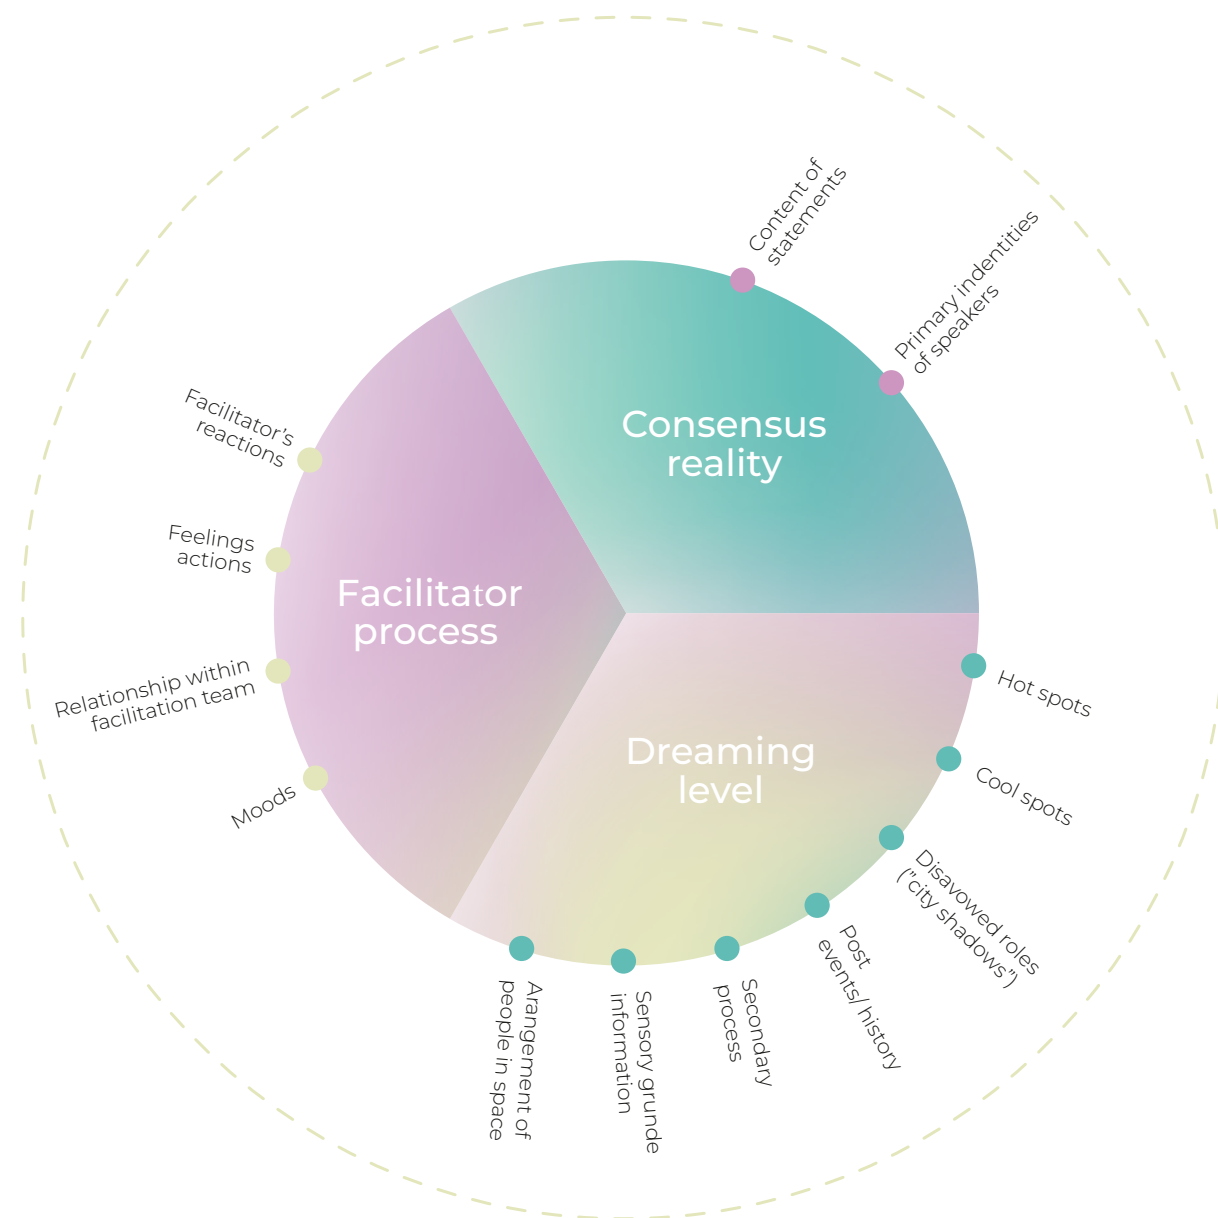 Content of
statements
Primary indentities
of speakers
Consensus
reality
Facilitator's
reactions
Feelings
actions
Facilitator
process
Relationship within
facilitation team
Moods
Dreaming
level
Hot spots
Cool spots
Disavowed roles
("city shadows")
Post
events/ history
Secondary
process
Sensory grunde
information
Arangement of
people in space